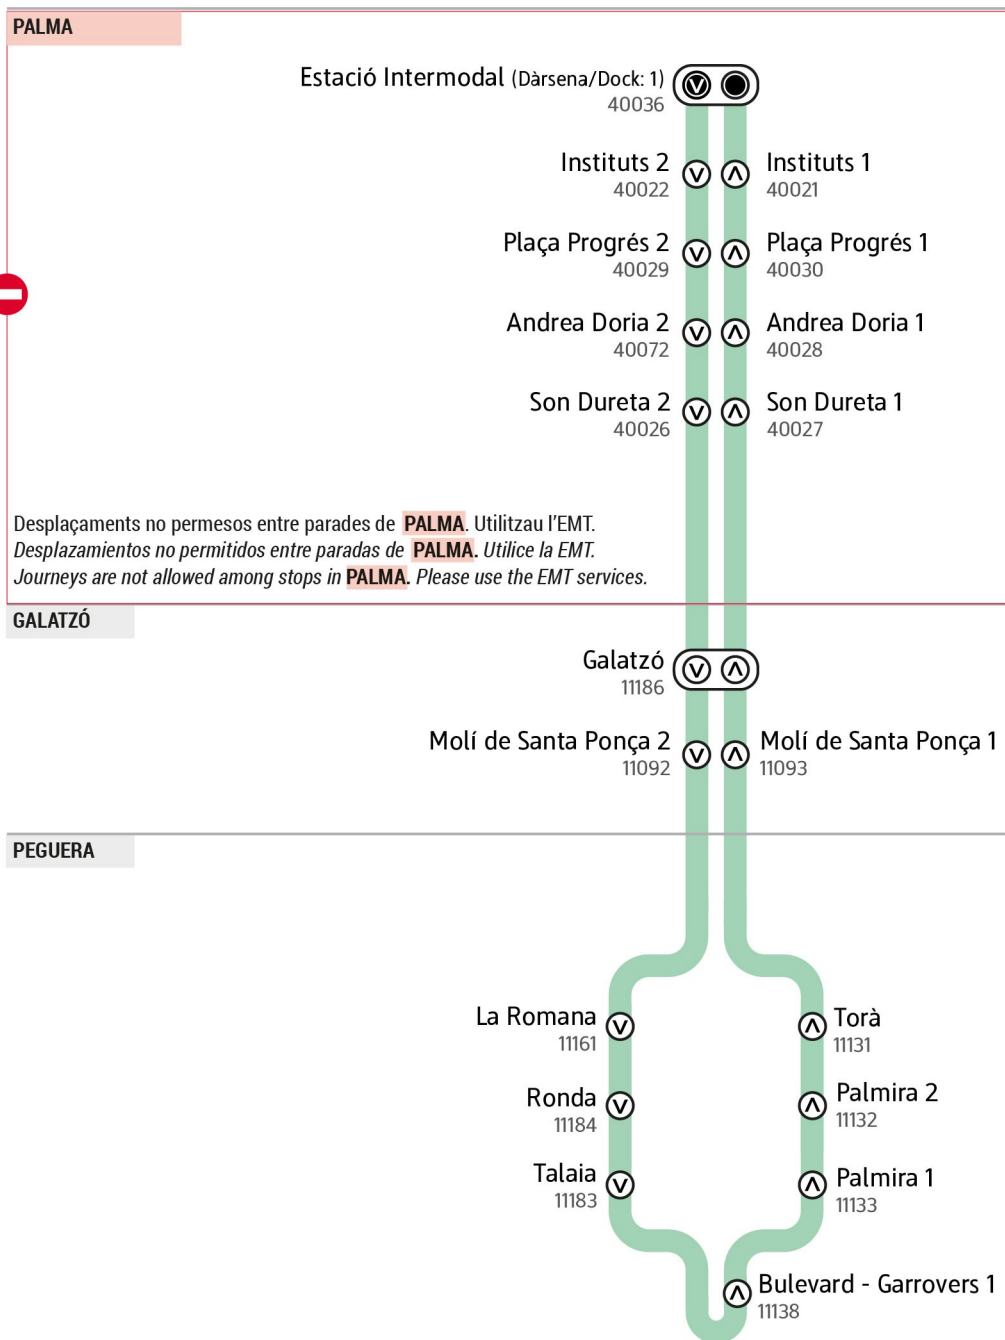 PALMA
Estació Intermodal (Dàrsena/Dock: 1)
40036
Instituts 2
40022
Instituts 1
40021
Plaça Progrés 2
40029
Plaça Progrés 1
40030
Andrea Doria 2
40072
Andrea Doria 1
40028
Son Dureta 2
40026
Son Dureta 1
40027
Desplaçaments no permesos entre parades de PALMA. Utilitzau l'EMT.
Desplazamientos no permitidos entre paradas de PALMA. Utilice la EMT.
Journeys are not allowed among stops in PALMA. Please use the EMT services.
GALATZÓ
Galatzó
11186
Molí de Santa Ponça 2
11092
Molí de Santa Ponça 1
11093
PEGUERA
La Romana
11161
Torà
11131
Ronda
11184
Palmira 2
11132
Talaia
11183
Palmira 1
11133
Bulevard - Garrovers 1
11138